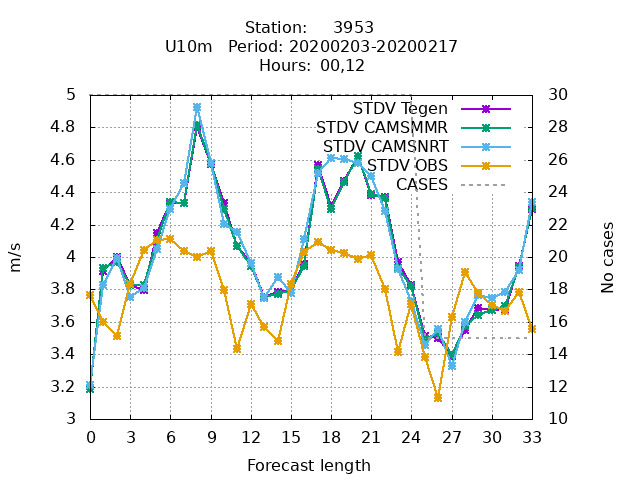 Station: 3953
U10m Period: 20200203-20200217
Hours: 00,12
STDV Tegen
STDV CAMSMMR
STDV CAMSNRT
STDV OBS
CASES
5
4.8
4.6
4.4
4.2
4
3.8
3.6
3.4
3.2
3
m/s
30
28
26
24
22
20
18
16
14
12
10
No cases
0 3 6 9 12 15 18 21 24 27 30 33
Forecast length